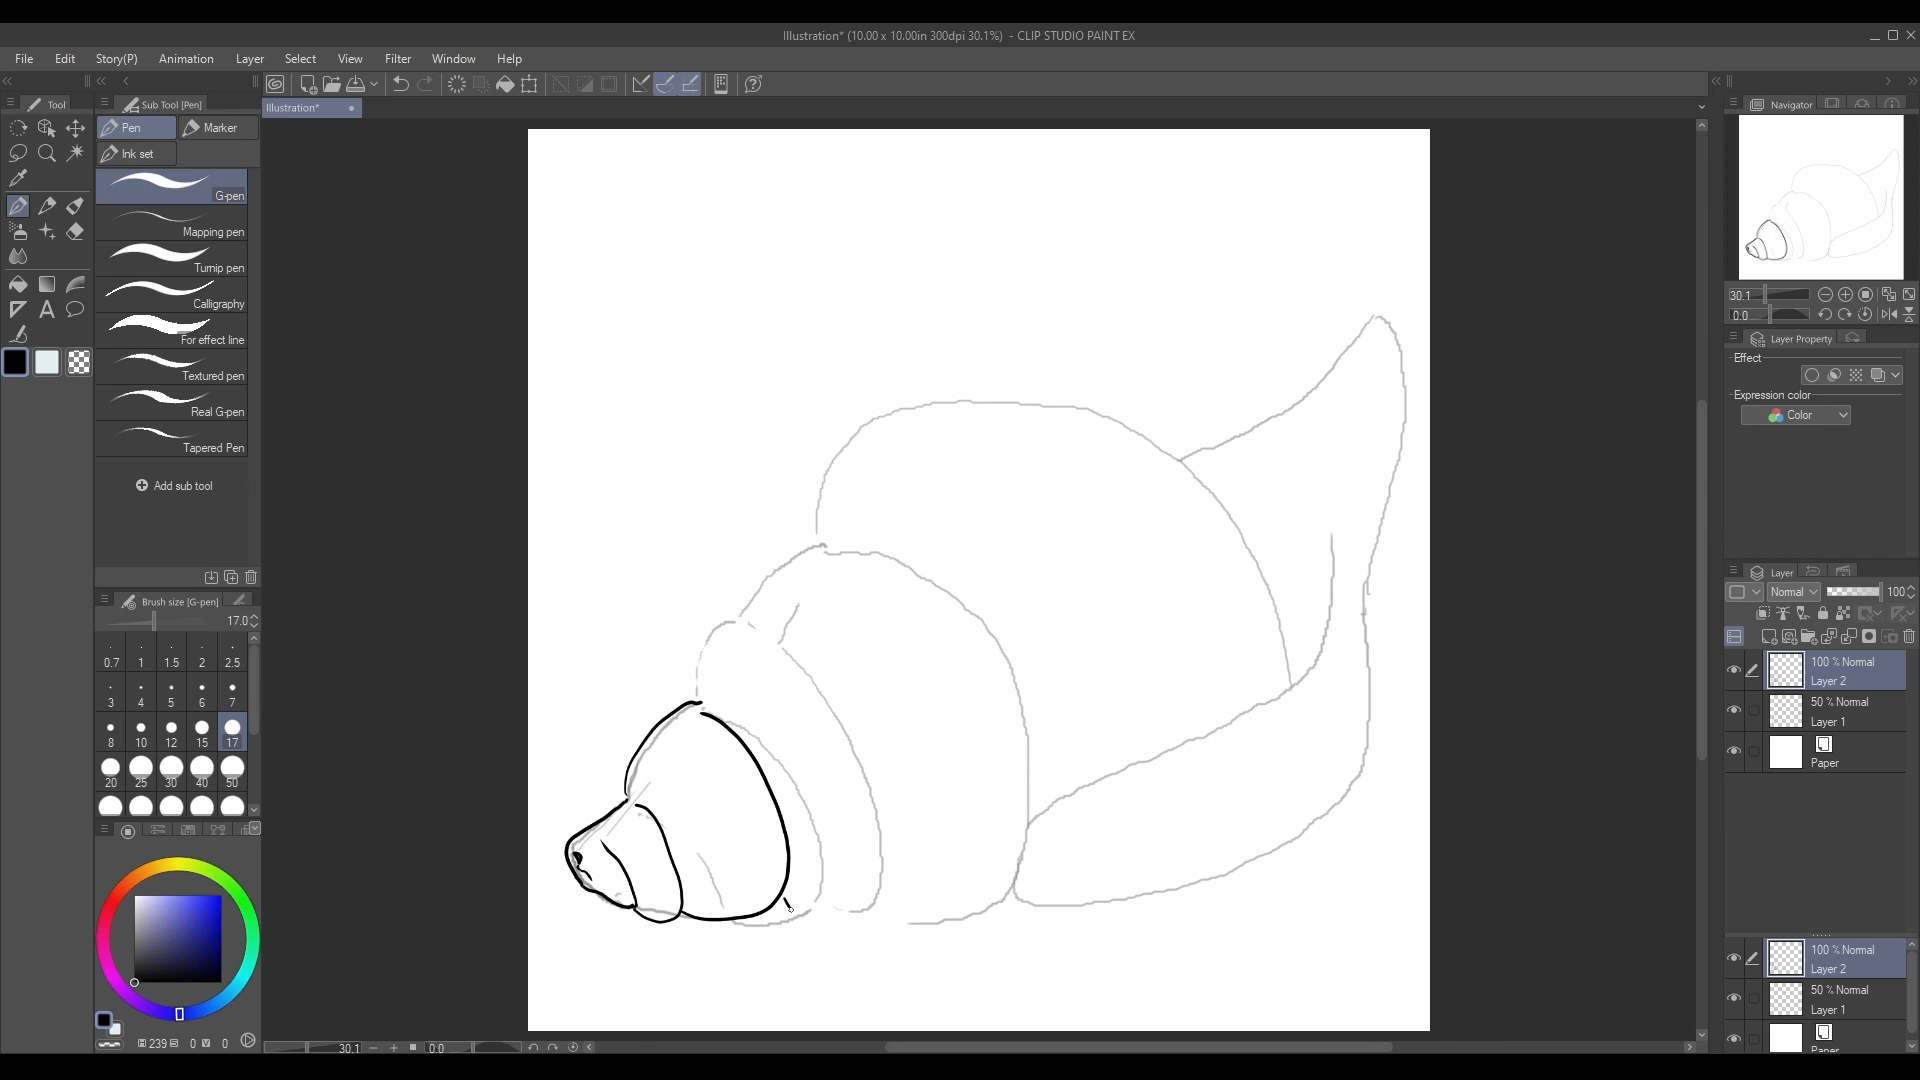 Illustration* (10.00 x 10.00in 300dpi 30.1%) - CLIP STUDIO PAINT EX
File Edit Story(P) Animation Layer Select View Filter Window Help
Tool
Sub Tool [Pen]
Illustration*
Navigator
Pen
Marker
Ink set
G-pen
Mapping pen
Turnip pen
Calligraphy
For effect line
Textured pen
Real G-pen
Tapered Pen
Add sub tool
Brush size [G-pen]
17.0
0.7 1 1.5 2 2.5
3 4 5 6 7
8 10 12 15 17
20 25 30 40 50
239 0 0
30.1
0.0
30.1
0.0
Layer Property
Effect
Expression color
Color
Layer
Normal
100
100 % Normal
Layer 2
50 % Normal
Layer 1
Paper
100 % Normal
Layer 2
50 % Normal
Layer 1
Paper